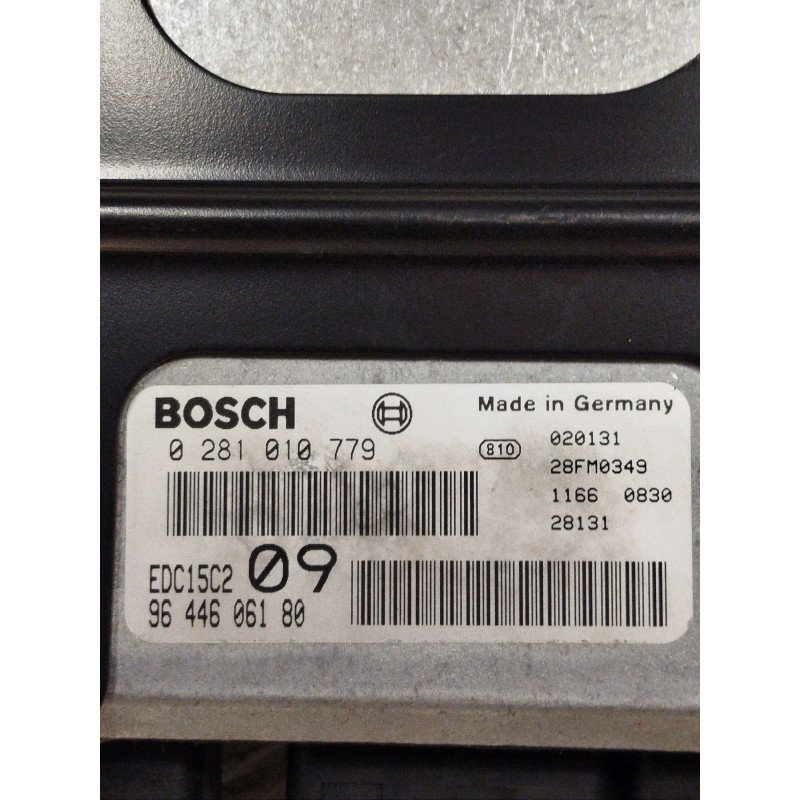 BOSCH
Made in Germany
0 281 010 779
810
020131
28FM0349
1166 0830
28131
EDC15C2 09
96 446 061 80